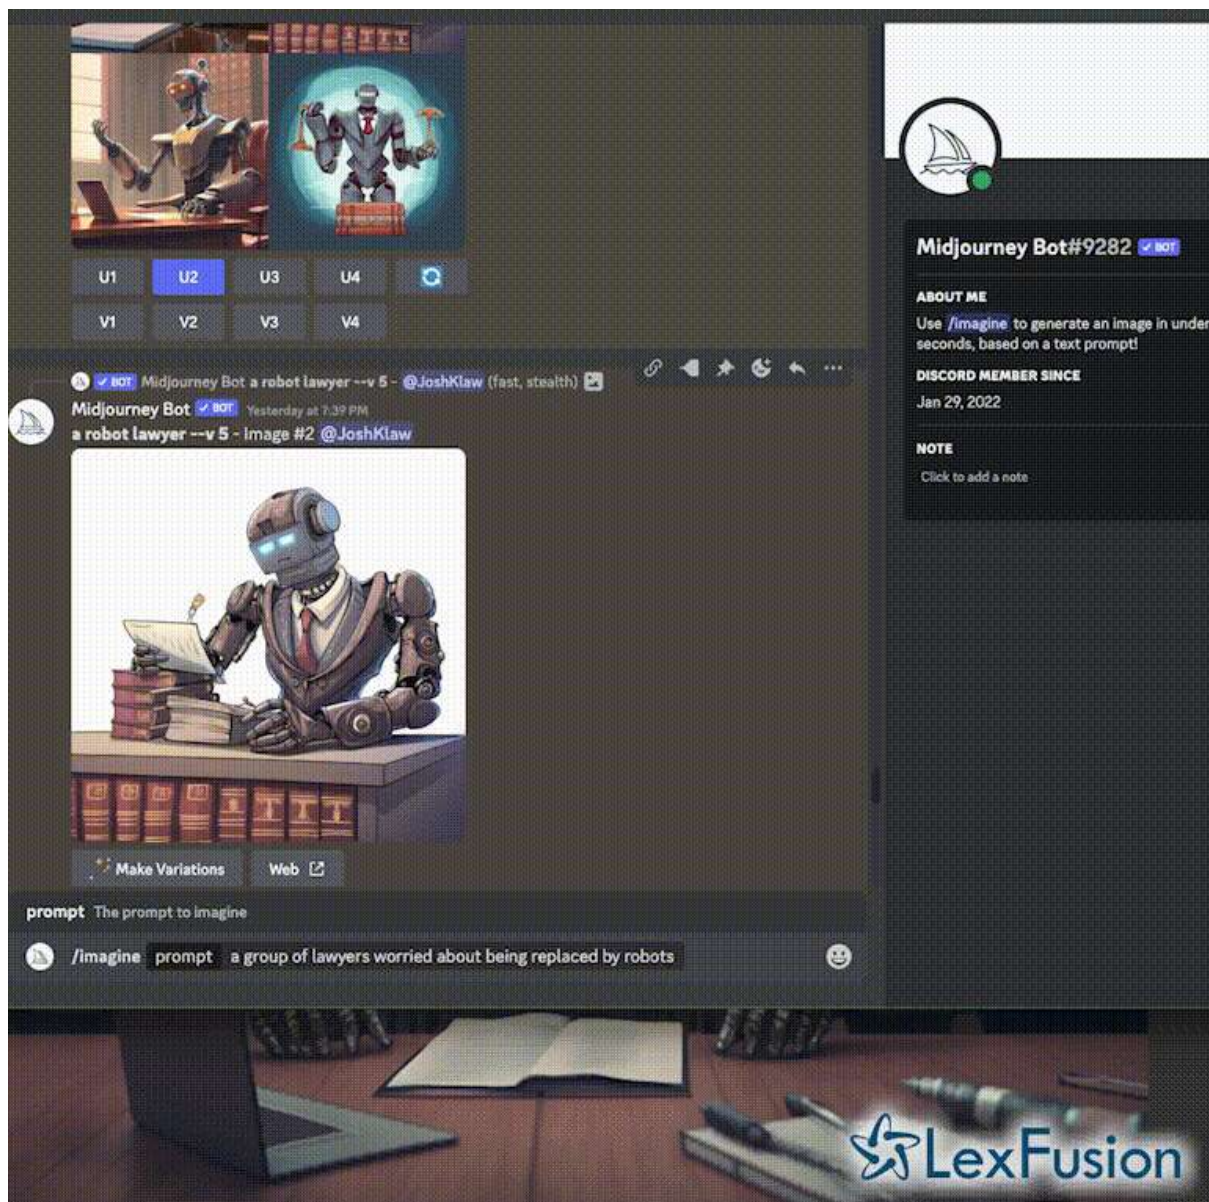 U1 U2 U3 U4
V1 V2 V3 V4
BOT Midjourney Bot a robot lawyer --v 5 - @JoshKlaw (fast, stealth)
Midjourney Bot BOT Yesterday at 7:39 PM
a robot lawyer --v 5 - Image #2 @JoshKlaw
Make Variations Web
prompt The prompt to imagine
/imagine prompt a group of lawyers worried about being replaced by robots
Midjourney Bot#9282 BOT
ABOUT ME
Use /imagine to generate an image in under
seconds, based on a text prompt!
DISCORD MEMBER SINCE
Jan 29, 2022
NOTE
Click to add a note
LexFusion